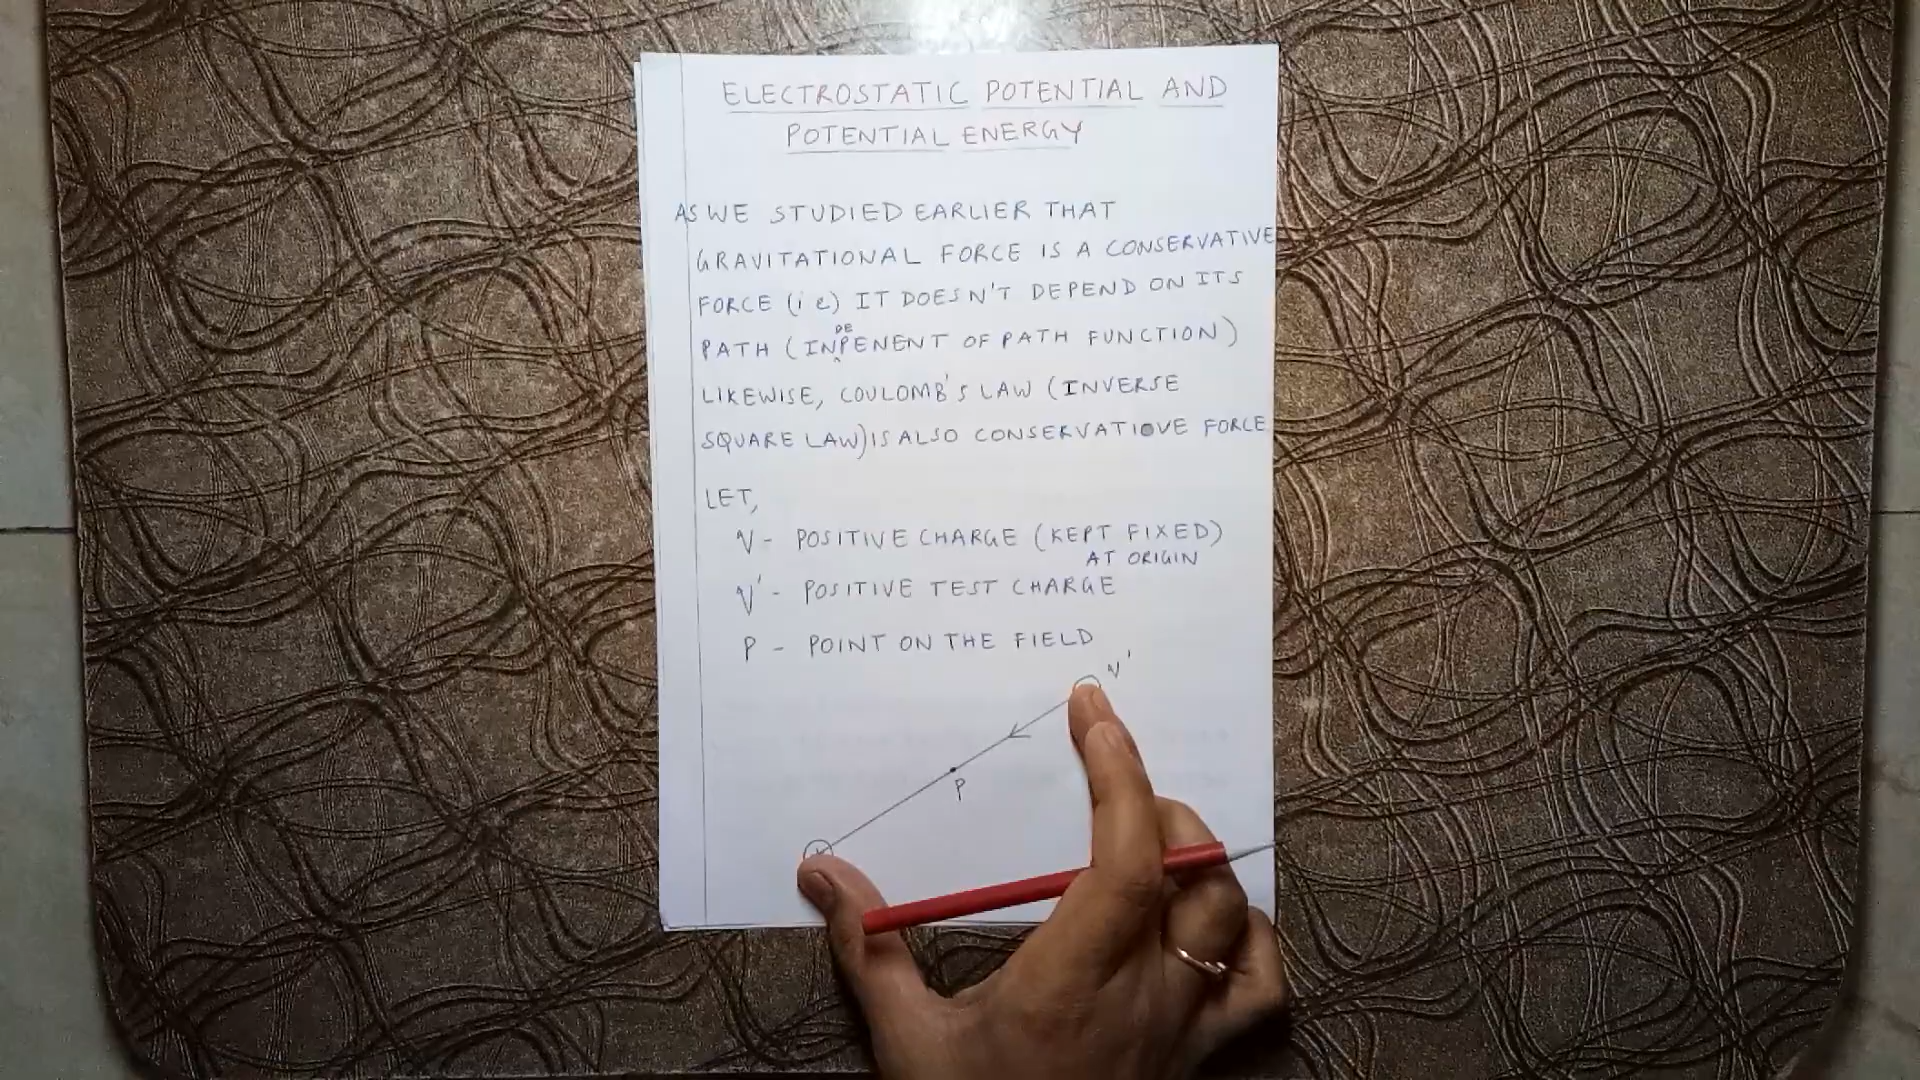 ELECTROSTATIC POTENTIAL AND
POTENTIAL ENERGY
AS WE STUDIED EARLIER THAT
GRAVITATIONAL FORCE IS A CONSERVATIVE
FORCE (i e) IT DOESN'T DEPEND ON ITS
DE
PATH (INPENENT OF PATH FUNCTION)
LIKEWISE, COULOMB'S LAW (INVERSE
SQUARE LAW) IS ALSO CONSERVATIVE FORCE
LET,
V - POSITIVE CHARGE (KEPT FIXED)
AT ORIGIN
V' - POSITIVE TEST CHARGE
P - POINT ON THE FIELD
V'
P